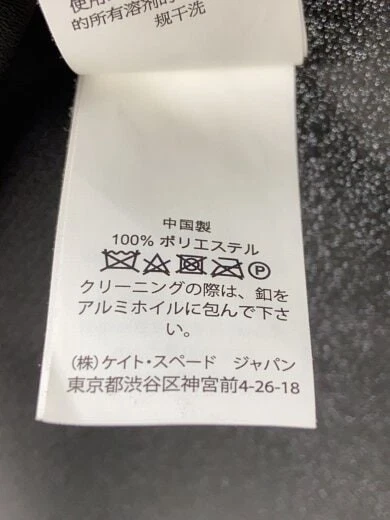 的所有溶剂的
规干洗
中国製
100% ポリエステル
P
クリーニングの際は、釦を
アルミホイルに包んで下さ
い。
(株)ケイト・スペード ジャパン
東京都渋谷区神宮前4-26-18